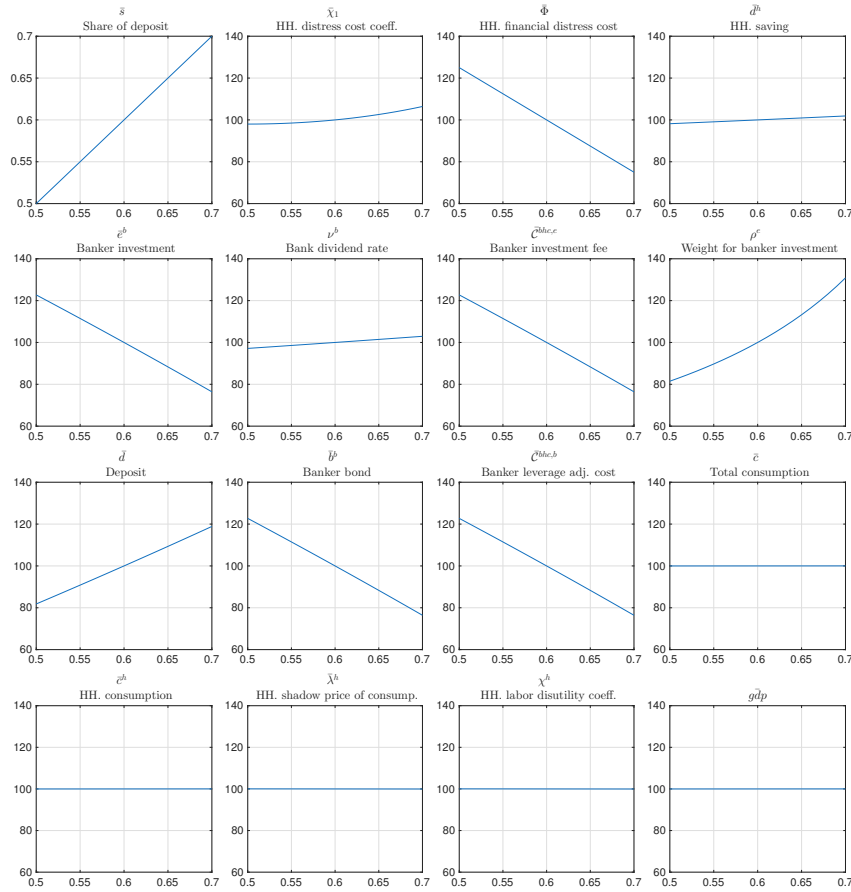 s̄ χ̄₁ Φ̄ d̄ʰ
Share of deposit HH. distress cost coeff. HH. financial distress cost HH. saving
0.7 140 140 140
0.65 120 120 120
0.6 100 100 100
0.55 80 80 80
0.5 60 60 60
0.5 0.55 0.6 0.65 0.7 0.5 0.55 0.6 0.65 0.7 0.5 0.55 0.6 0.65 0.7 0.5 0.55 0.6 0.65 0.7
ēᵇ νᵇ C̄ᵇʰᶜ,ᵉ ρᵉ
Banker investment Bank dividend rate Banker investment fee Weight for banker investment
140 140 140 140
120 120 120 120
100 100 100 100
80 80 80 80
60 60 60 60
0.5 0.55 0.6 0.65 0.7 0.5 0.55 0.6 0.65 0.7 0.5 0.55 0.6 0.65 0.7 0.5 0.55 0.6 0.65 0.7
d̄ b̄ᵇ C̄ᵇʰᶜ,ᵇ c̄
Deposit Banker bond Banker leverage adj. cost Total consumption
140 140 140 140
120 120 120 120
100 100 100 100
80 80 80 80
60 60 60 60
0.5 0.55 0.6 0.65 0.7 0.5 0.55 0.6 0.65 0.7 0.5 0.55 0.6 0.65 0.7 0.5 0.55 0.6 0.65 0.7
c̄ʰ λ̄ʰ χʰ gd̄p
HH. consumption HH. shadow price of consump. HH. labor disutility coeff.
140 140 140 140
120 120 120 120
100 100 100 100
80 80 80 80
60 60 60 60
0.5 0.55 0.6 0.65 0.7 0.5 0.55 0.6 0.65 0.7 0.5 0.55 0.6 0.65 0.7 0.5 0.55 0.6 0.65 0.7